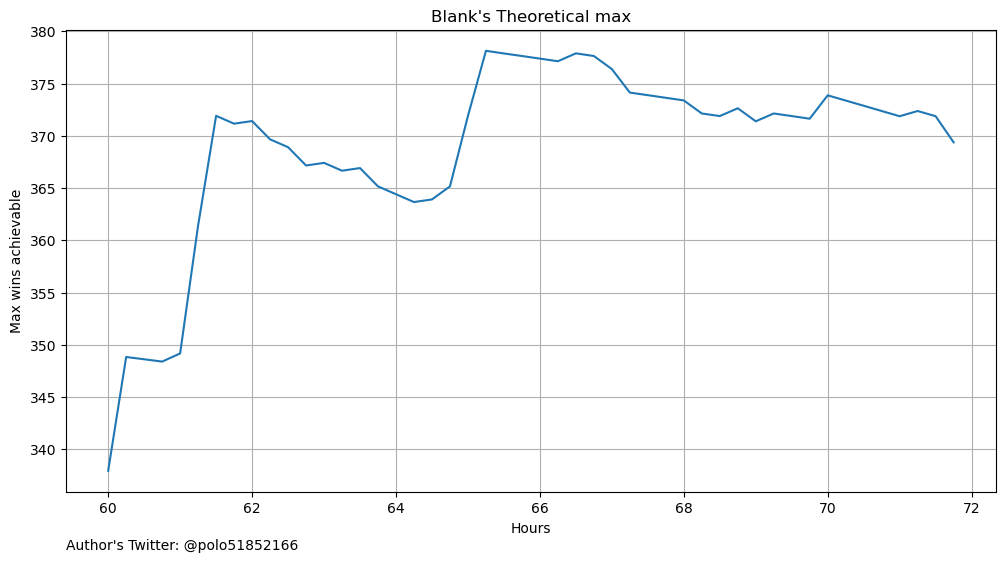 Blank's Theoretical max
380
375
370
365
360
355
350
345
340
Max wins achievable
60 62 64 66 68 70 72
Hours
Author's Twitter: @polo51852166